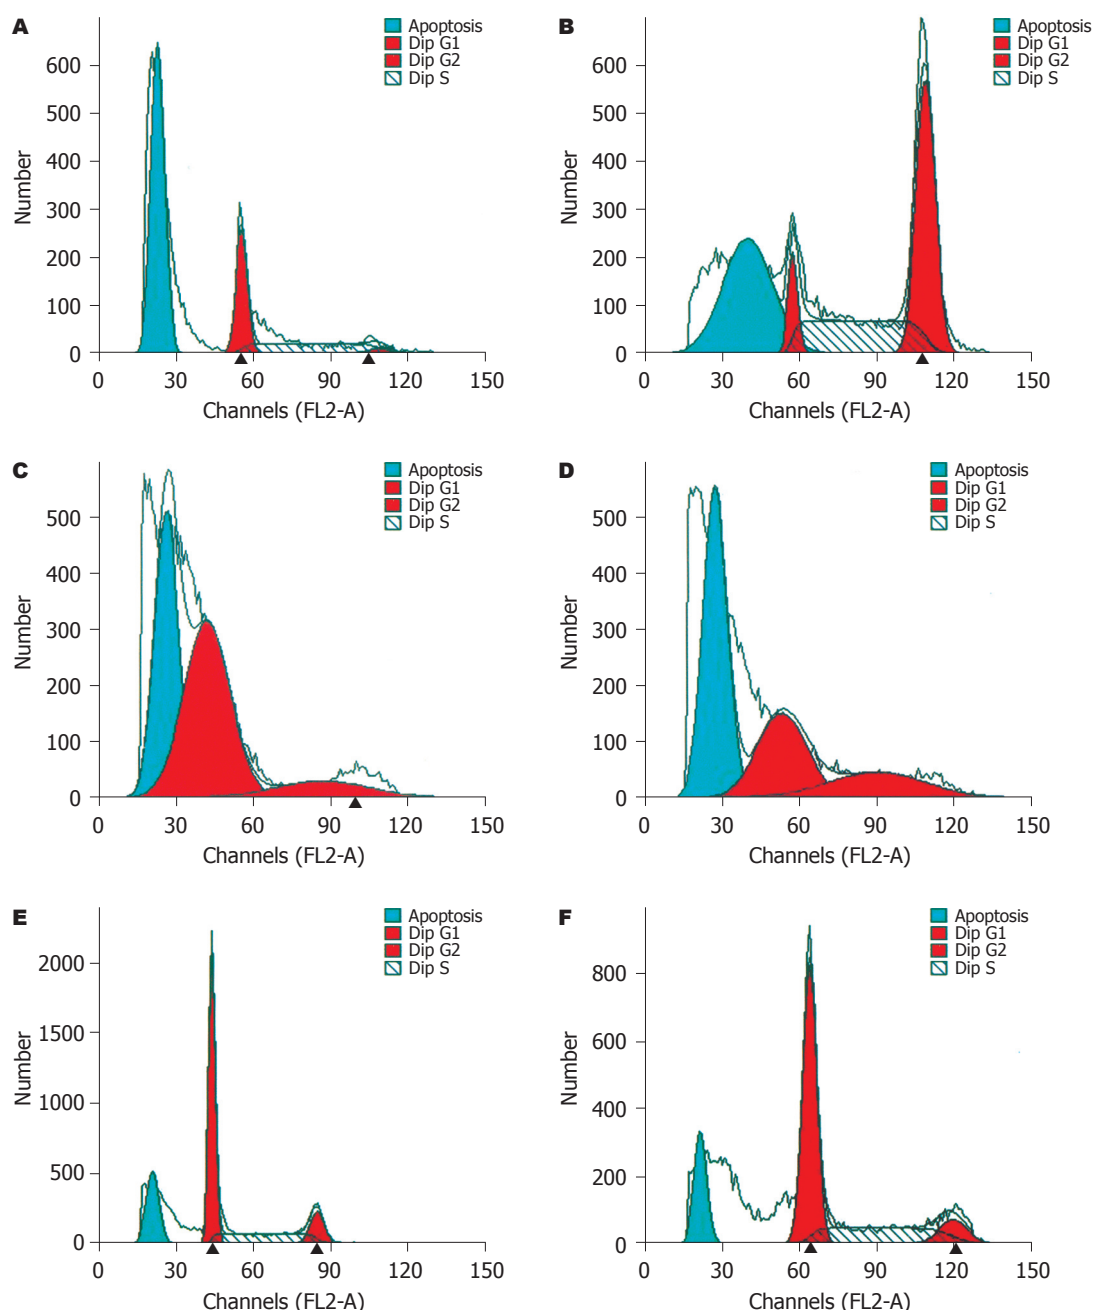 A
Apoptosis
Dip G1
Dip G2
Dip S
Number
600
500
400
300
200
100
0
0 30 60 90 120 150
Channels (FL2-A)
B
Apoptosis
Dip G1
Dip G2
Dip S
Number
600
500
400
300
200
100
0
0 30 60 90 120 150
Channels (FL2-A)
C
Apoptosis
Dip G1
Dip G2
Dip S
Number
500
400
300
200
100
0
0 30 60 90 120 150
Channels (FL2-A)
D
Apoptosis
Dip G1
Dip G2
Dip S
Number
500
400
300
200
100
0
0 30 60 90 120 150
Channels (FL2-A)
E
Apoptosis
Dip G1
Dip G2
Dip S
Number
2000
1500
1000
500
0
0 30 60 90 120 150
Channels (FL2-A)
F
Apoptosis
Dip G1
Dip G2
Dip S
Number
800
600
400
200
0
0 30 60 90 120 150
Channels (FL2-A)